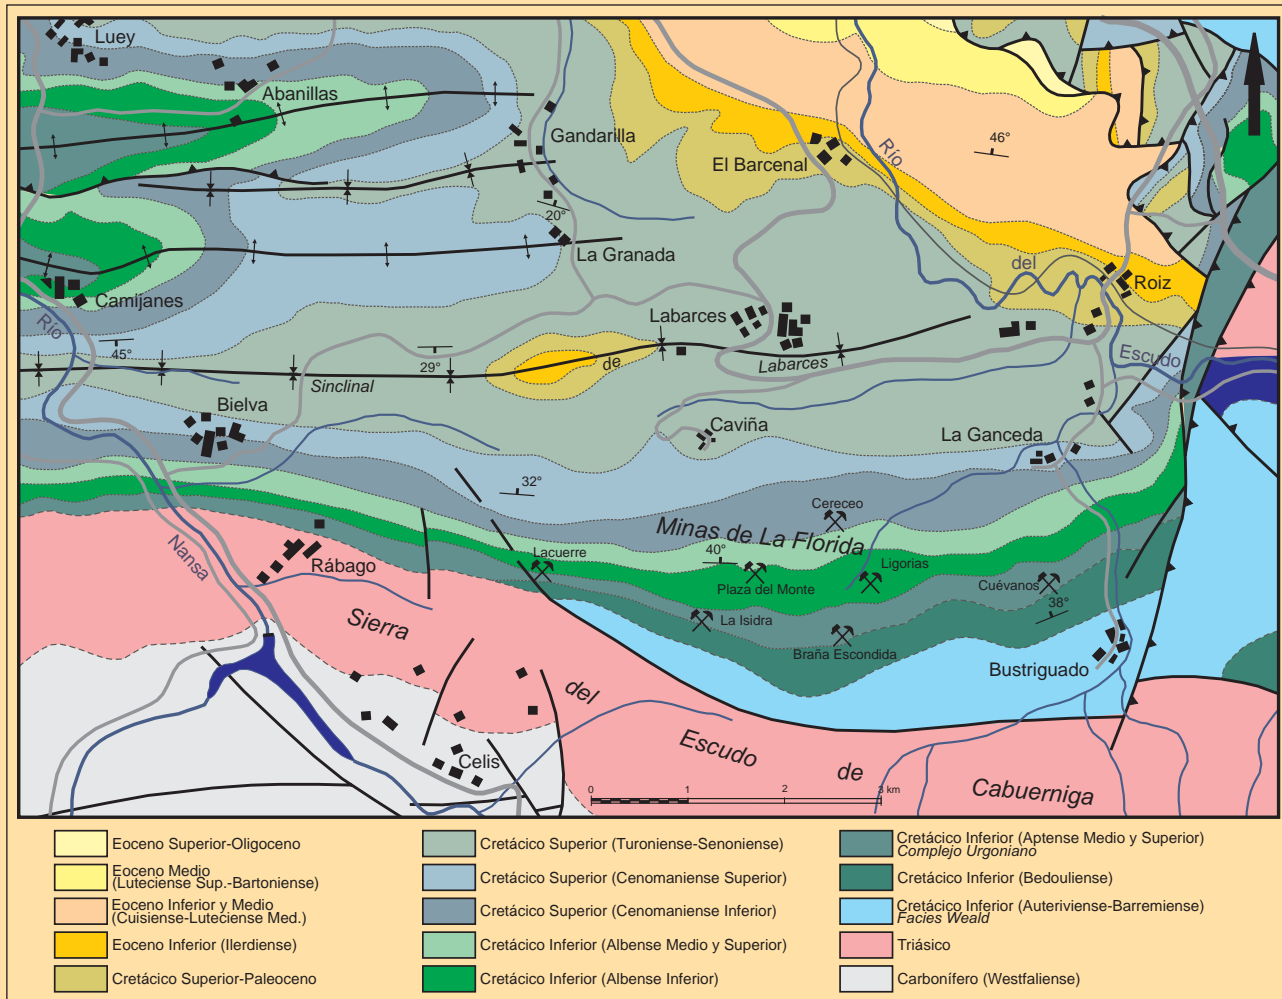 Luey
Abanillas
Gandarilla
El Barcenal
46°
Río
20°
La Granada
del
Roiz
Camijanes
Río
Labarces
45°
29°
de
Labarces
Escudo
Sinclinal
Bielva
Caviña
La Ganceda
32°
Cereceo
Minas de La Florida
Nansa
Lacuerre
40°
Ligorias
Rábago
Plaza del Monte
Cuévanos
38°
Sierra
La Isidra
Braña Escondida
Bustriguado
del
Escudo
Celis
de
Cabuerniga
0 1 2 3 km
Eoceno Superior-Oligoceno
Eoceno Medio
(Luteciense Sup.-Bartoniense)
Eoceno Inferior y Medio
(Cuisiense-Luteciense Med.)
Eoceno Inferior (Ilerdiense)
Cretácico Superior-Paleoceno
Cretácico Superior (Turoniense-Senoniense)
Cretácico Superior (Cenomaniense Superior)
Cretácico Superior (Cenomaniense Inferior)
Cretácico Inferior (Albense Medio y Superior)
Cretácico Inferior (Albense Inferior)
Cretácico Inferior (Aptense Medio y Superior)
Complejo Urgoniano
Cretácico Inferior (Bedouliense)
Cretácico Inferior (Auteriviense-Barremiense)
Facies Weald
Triásico
Carbonífero (Westfaliense)